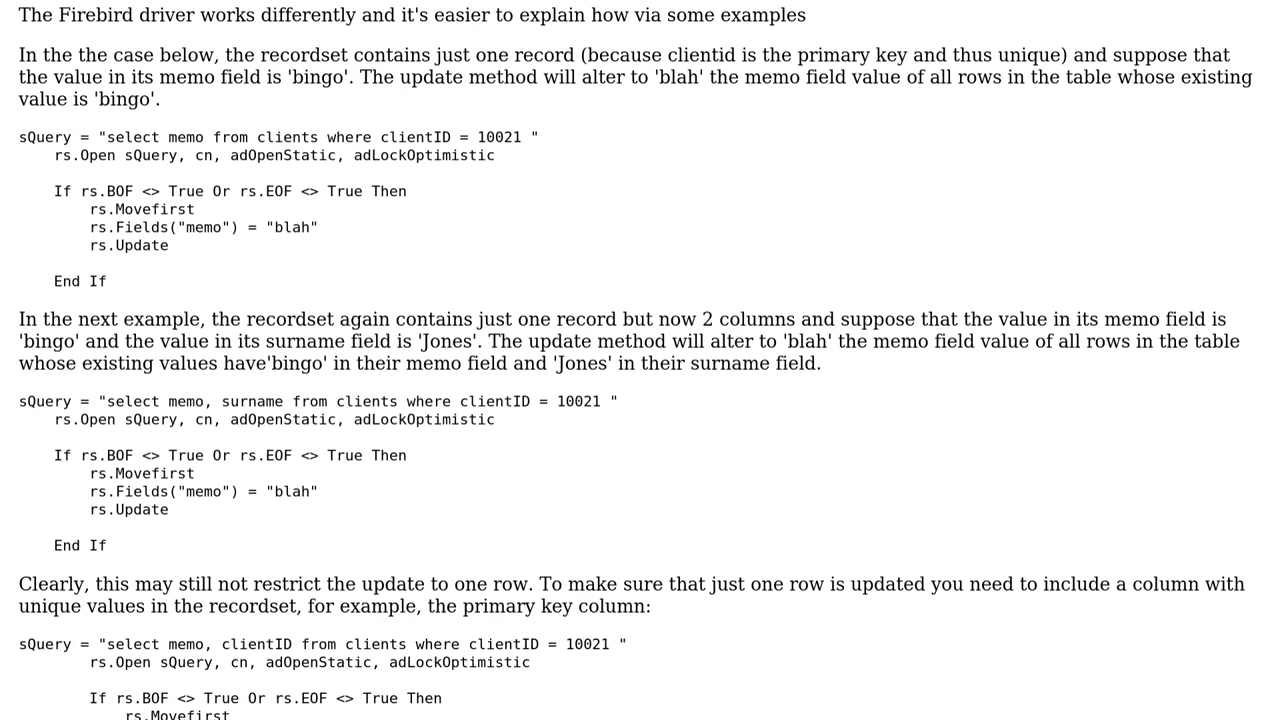 The Firebird driver works differently and it's easier to explain how via some examples
In the the case below, the recordset contains just one record (because clientid is the primary key and thus unique) and suppose that
the value in its memo field is 'bingo'. The update method will alter to 'blah' the memo field value of all rows in the table whose existing
value is 'bingo'.
sQuery = "select memo from clients where clientID = 10021 "
    rs.Open sQuery, cn, adOpenStatic, adLockOptimistic
    If rs.BOF <> True Or rs.EOF <> True Then
        rs.Movefirst
        rs.Fields("memo") = "blah"
        rs.Update
    End If
In the next example, the recordset again contains just one record but now 2 columns and suppose that the value in its memo field is
'bingo' and the value in its surname field is 'Jones'. The update method will alter to 'blah' the memo field value of all rows in the table
whose existing values have'bingo' in their memo field and 'Jones' in their surname field.
sQuery = "select memo, surname from clients where clientID = 10021 "
    rs.Open sQuery, cn, adOpenStatic, adLockOptimistic
    If rs.BOF <> True Or rs.EOF <> True Then
        rs.Movefirst
        rs.Fields("memo") = "blah"
        rs.Update
    End If
Clearly, this may still not restrict the update to one row. To make sure that just one row is updated you need to include a column with
unique values in the recordset, for example, the primary key column:
sQuery = "select memo, clientID from clients where clientID = 10021 "
        rs.Open sQuery, cn, adOpenStatic, adLockOptimistic
        If rs.BOF <> True Or rs.EOF <> True Then
            rs.Movefirst